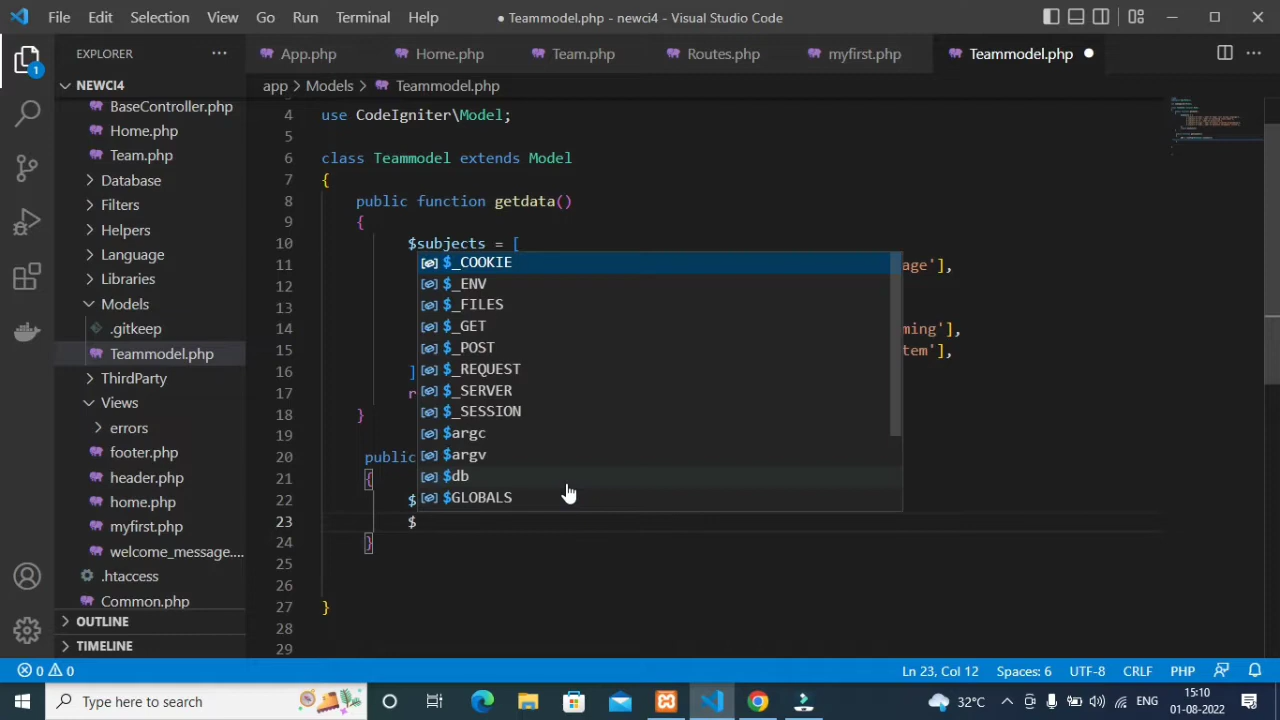 File Edit Selection View Go Run Terminal Help ● Teammodel.php - newci4 - Visual Studio Code
EXPLORER ... App.php Home.php Team.php Routes.php myfirst.php Teammodel.php ● ...
1
NEWCI4
app > Models > Teammodel.php
BaseController.php
Home.php
Team.php
Database
Filters
Helpers
Language
Libraries
Models
.gitkeep
Teammodel.php
ThirdParty
Views
errors
footer.php
header.php
home.php
myfirst.php
welcome_message....
.htaccess
Common.php
OUTLINE
TIMELINE
4 use CodeIgniter\Model;
5
6 class Teammodel extends Model
7 {
8 public function getdata()
9 {
10 $subjects = [
11 age'],
12
13
14 ming'],
15 tem'],
16 ]
17 r
18 }
19
20 public
21 {
22 $
23 $
24 }
25
26
27 }
28
29
$_COOKIE
$_ENV
$_FILES
$_GET
$_POST
$_REQUEST
$_SERVER
$_SESSION
$argc
$argv
$db
$GLOBALS
0 0 Ln 23, Col 12 Spaces: 6 UTF-8 CRLF PHP
Type here to search 32°C ENG 15:10
01-08-2022